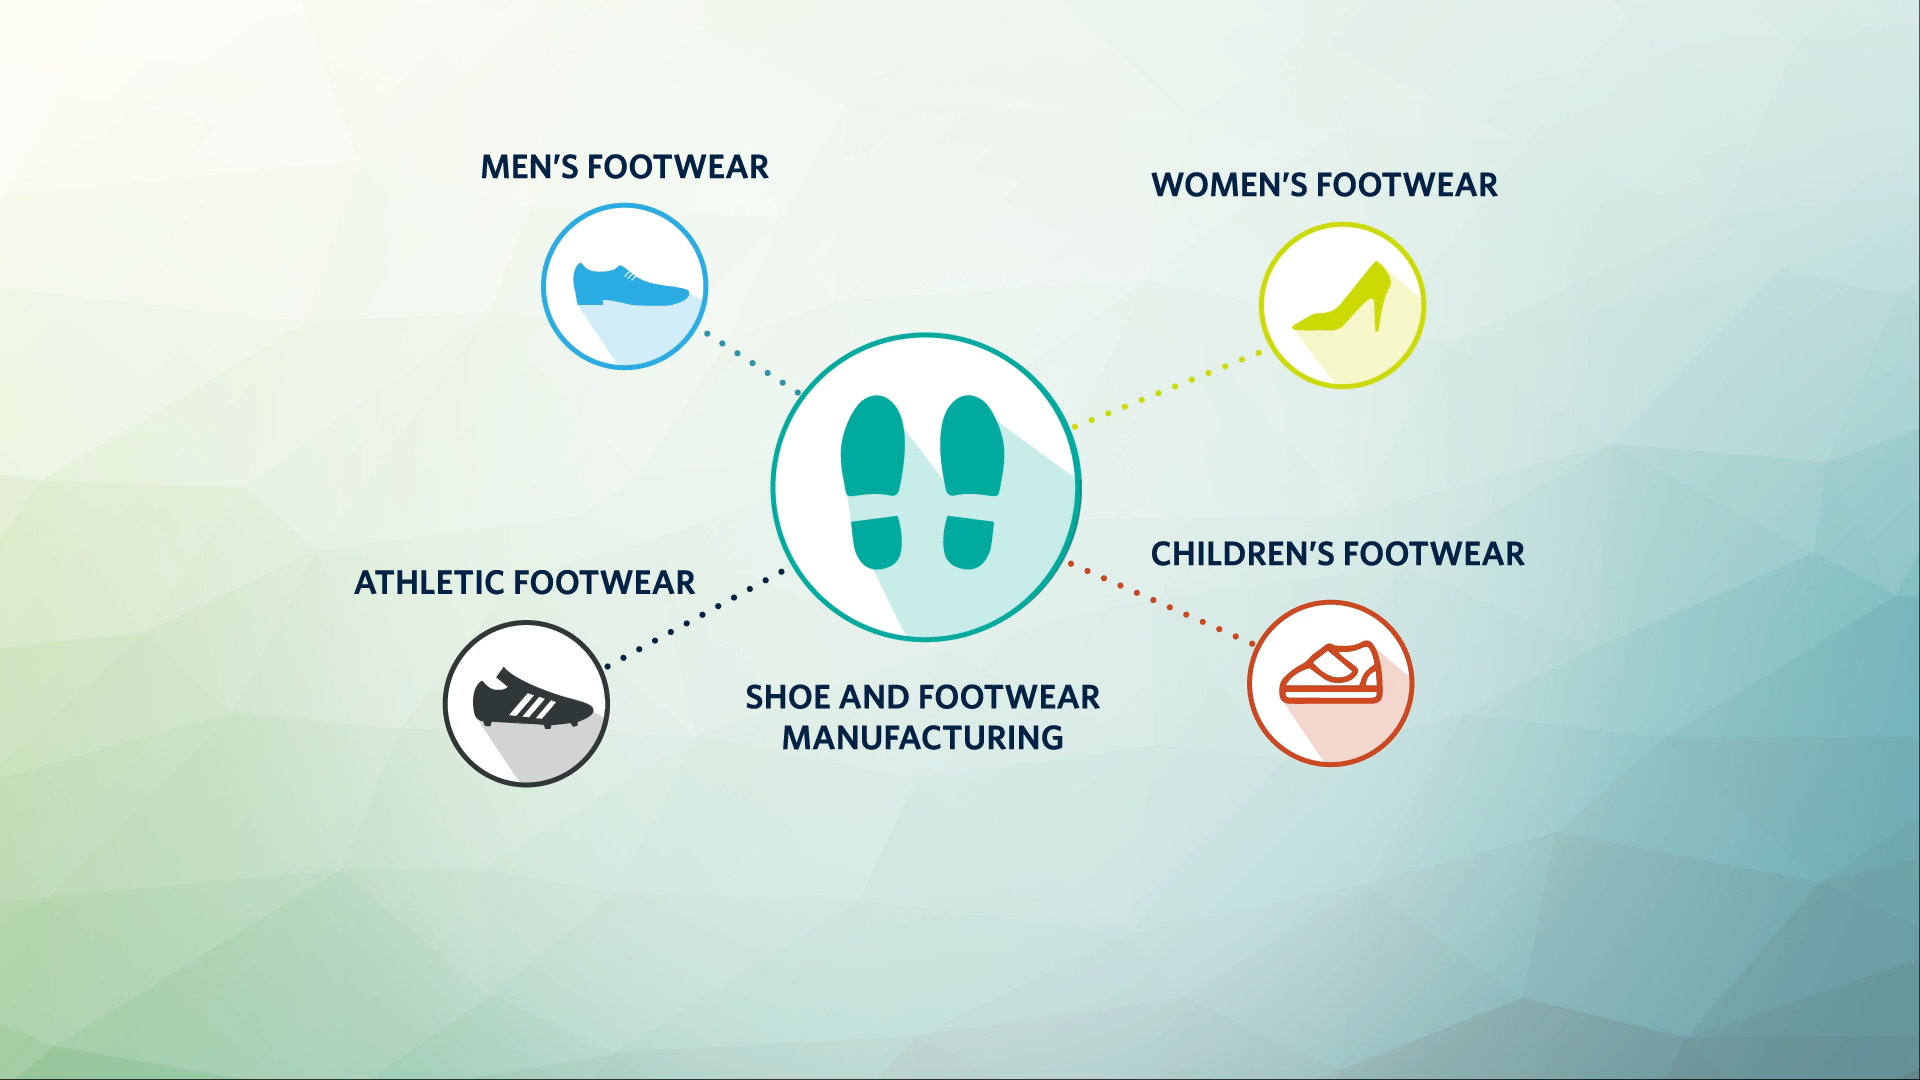 MEN’S FOOTWEAR
WOMEN’S FOOTWEAR
ATHLETIC FOOTWEAR
CHILDREN’S FOOTWEAR
SHOE AND FOOTWEAR
MANUFACTURING